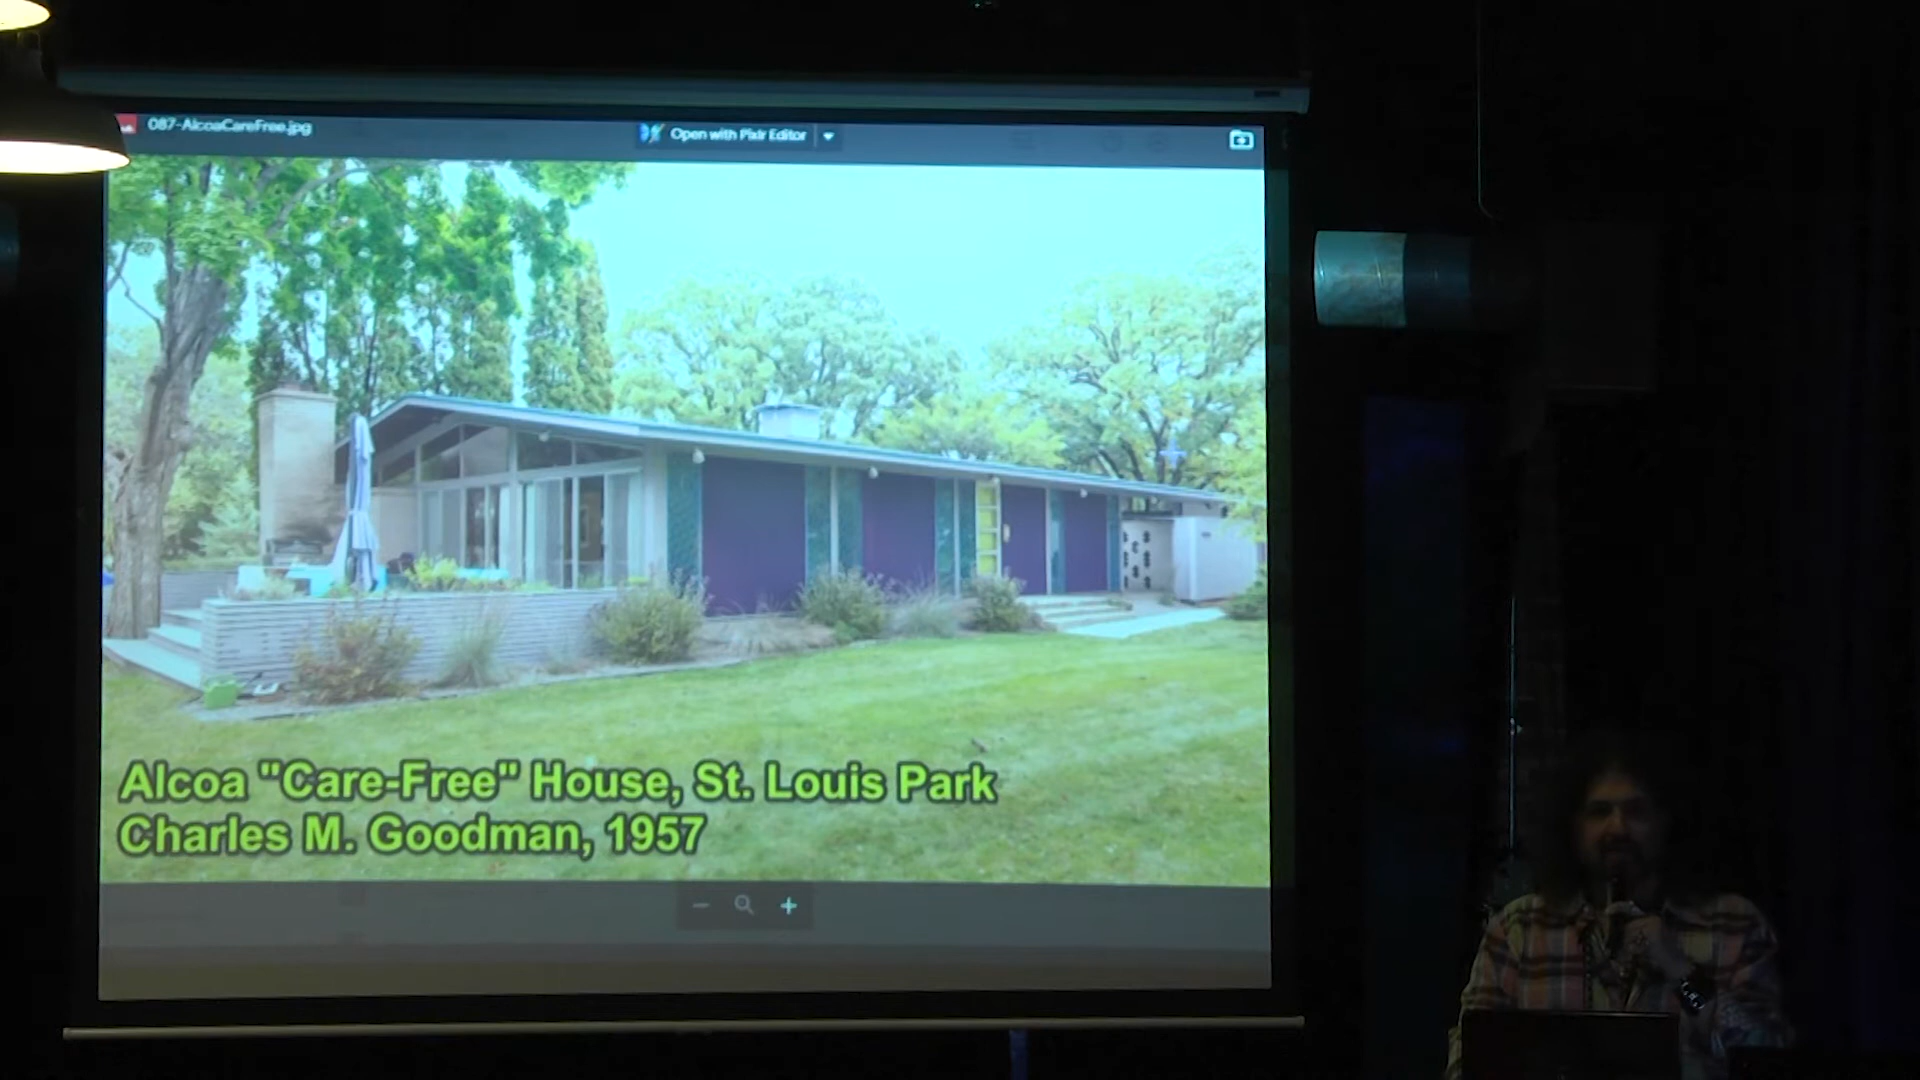 087-AlcoaCareFree.jpg
Open with Pixlr Editor
Alcoa "Care-Free" House, St. Louis Park
Charles M. Goodman, 1957